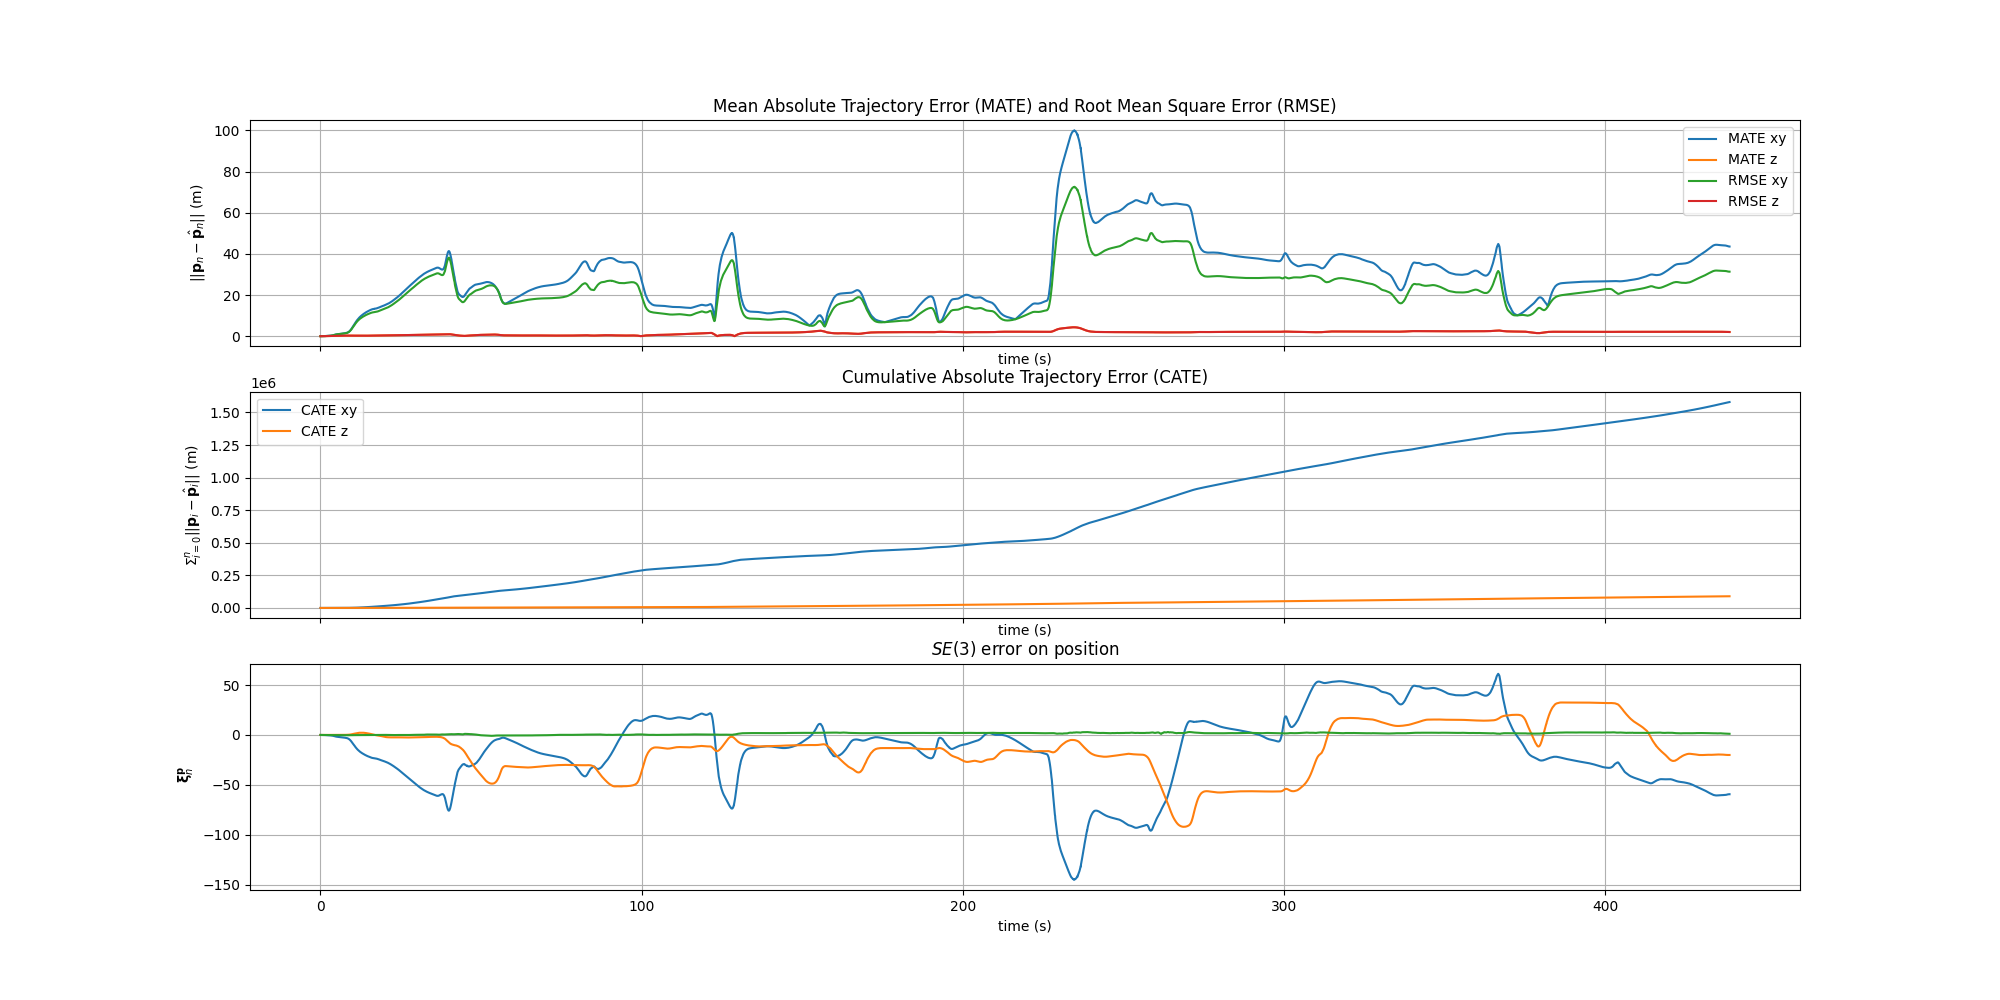 Mean Absolute Trajectory Error (MATE) and Root Mean Square Error (RMSE)
||𝐩ₙ − 𝐩̂ₙ|| (m)
100
80
60
40
20
0
MATE xy
MATE z
RMSE xy
RMSE z
time (s)
Cumulative Absolute Trajectory Error (CATE)
1e6
Σⁿᵢ₌₀||𝐩ᵢ − 𝐩̂ᵢ|| (m)
1.50
1.25
1.00
0.75
0.50
0.25
0.00
CATE xy
CATE z
time (s)
SE(3) error on position
𝛏ₙᵖ
50
0
−50
−100
−150
0 100 200 300 400
time (s)